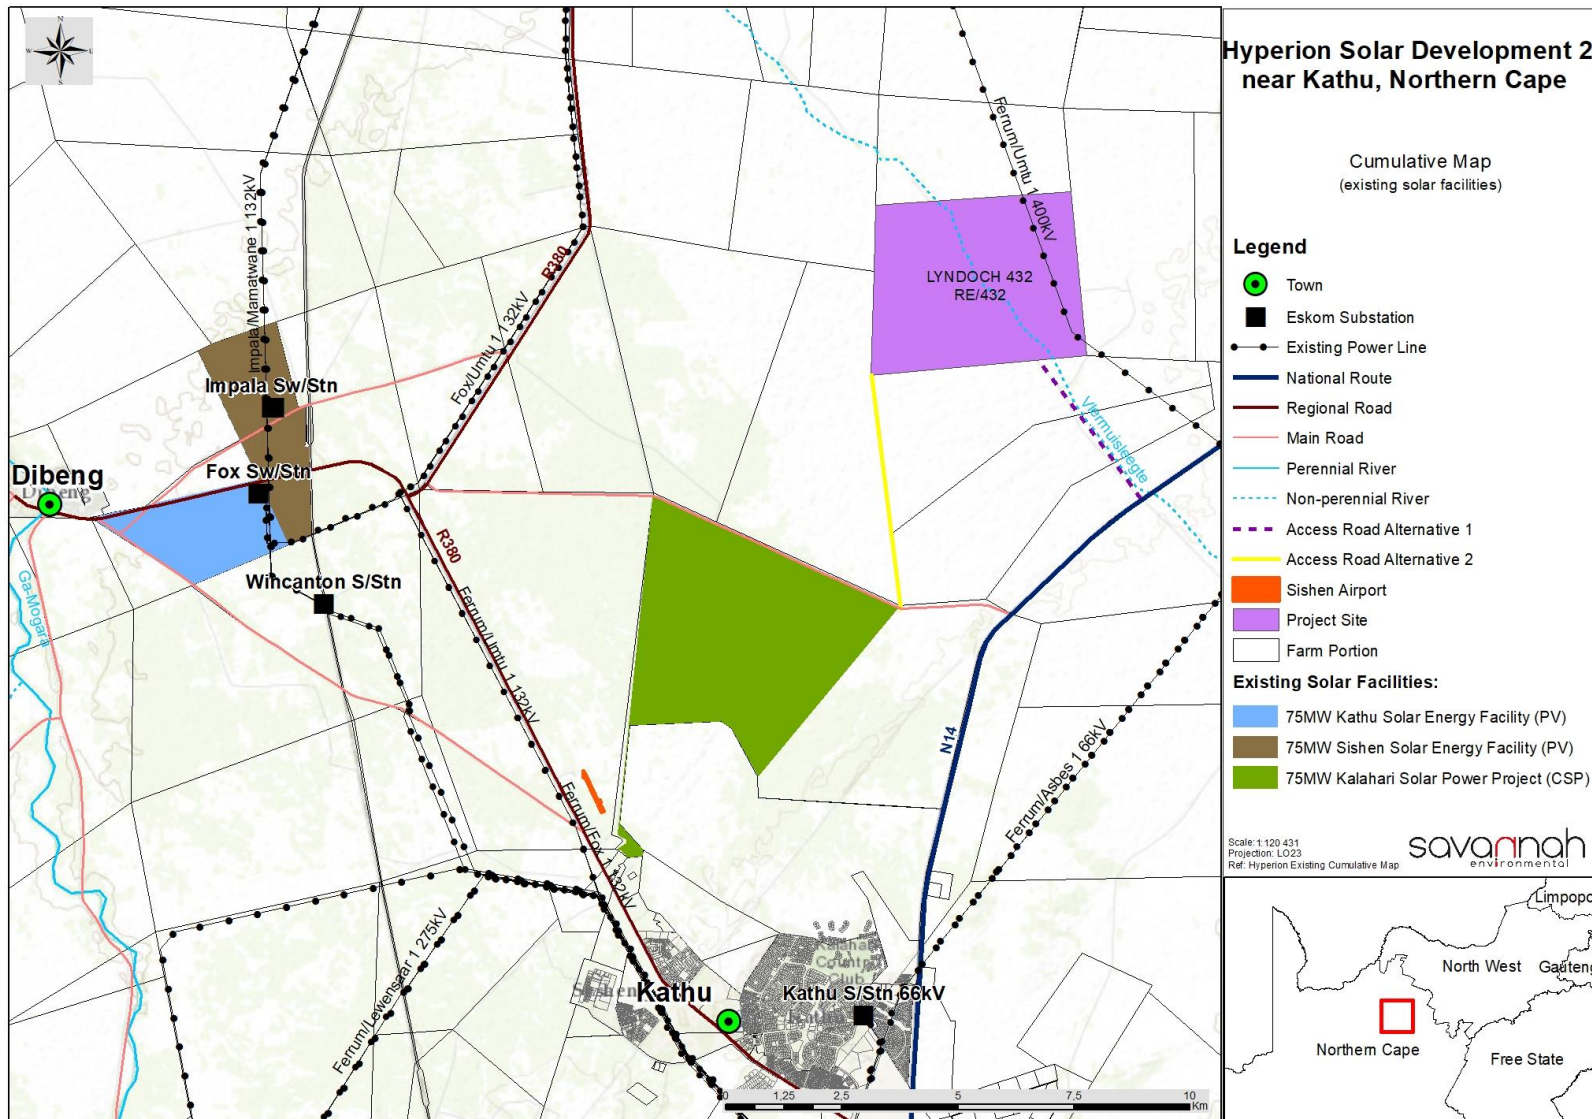 N
W
E
S
Hyperion Solar Development 2
near Kathu, Northern Cape
Cumulative Map
(existing solar facilities)
Legend
Town
Eskom Substation
Existing Power Line
National Route
Regional Road
Main Road
Perennial River
Non-perennial River
Access Road Alternative 1
Access Road Alternative 2
Sishen Airport
Project Site
Farm Portion
Existing Solar Facilities:
75MW Kathu Solar Energy Facility (PV)
75MW Sishen Solar Energy Facility (PV)
75MW Kalahari Solar Power Project (CSP)
Scale: 1:120 431
Projection: LO23
Ref: Hyperion Existing Cumulative Map
savannah
environmental
Limpopo
North West
Gauteng
Northern Cape
Free State
Impala/Mamatwane 1 132kV
Ferrum/Umtu 1 400kV
R380
LYNDOCH 432
RE/432
Fox/Umtu 1 132kV
Impala Sw/Stn
Vlermuisleegte
Fox Sw/Stn
Dibeng
Dibeng
R380
Wincanton S/Stn
Ga-Mogara
Ferrum/Umtu 1 132kV
N14
Ferrum/Asbes 1 66kV
Ferrum/Fox 1 132kV
Ferrum/Lewensaar 1 275kV
Kalahari
Country
Club
Sishen
Kathu
Kathu S/Stn 66kV
Kathu
0 1,25 2,5 5 7,5 10
Km